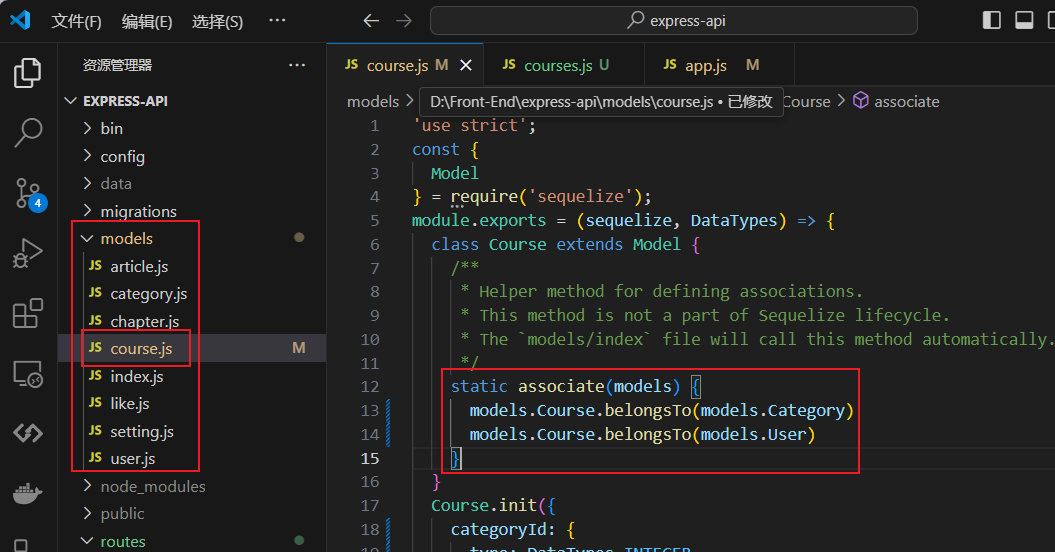 文件(F) 编辑(E) 选择(S) ··· express-api
资源管理器 ···
JS course.js M JS courses.js U JS app.js M
EXPRESS-API
models D:\Front-End\express-api\models\course.js • 已修改 Course associate
bin
config
data
migrations
models
JS article.js
JS category.js
JS chapter.js
JS course.js M
JS index.js
JS like.js
JS setting.js
JS user.js
node_modules
public
routes
4
1 'use strict';
2 const {
3 Model
4 } = require('sequelize');
5 module.exports = (sequelize, DataTypes) => {
6 class Course extends Model {
7 /**
8 * Helper method for defining associations.
9 * This method is not a part of Sequelize lifecycle.
10 * The `models/index` file will call this method automatically.
11 */
12 static associate(models) {
13 models.Course.belongsTo(models.Category)
14 models.Course.belongsTo(models.User)
15 }
16 }
17 Course.init({
18 categoryId: {
19 type: DataTypes.INTEGER